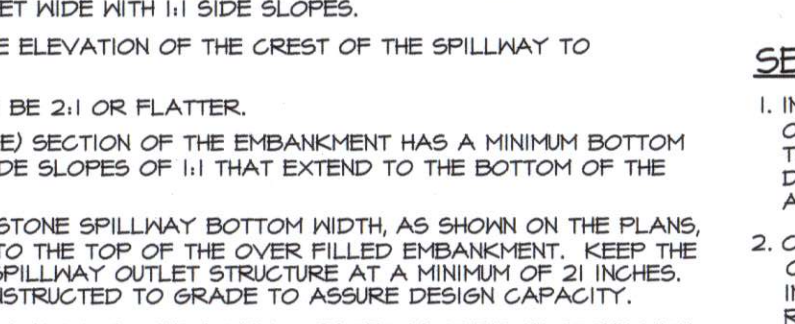 ET WIDE WITH 1:1 SIDE SLOPES.
E ELEVATION OF THE CREST OF THE SPILLWAY TO
BE 2:1 OR FLATTER.
E) SECTION OF THE EMBANKMENT HAS A MINIMUM BOTTOM
DE SLOPES OF 1:1 THAT EXTEND TO THE BOTTOM OF THE
STONE SPILLWAY BOTTOM WIDTH, AS SHOWN ON THE PLANS,
TO THE TOP OF THE OVER FILLED EMBANKMENT. KEEP THE
SPILLWAY OUTLET STRUCTURE AT A MINIMUM OF 21 INCHES.
NSTRUCTED TO GRADE TO ASSURE DESIGN CAPACITY.
SE
1. IN
T
D
A
2.